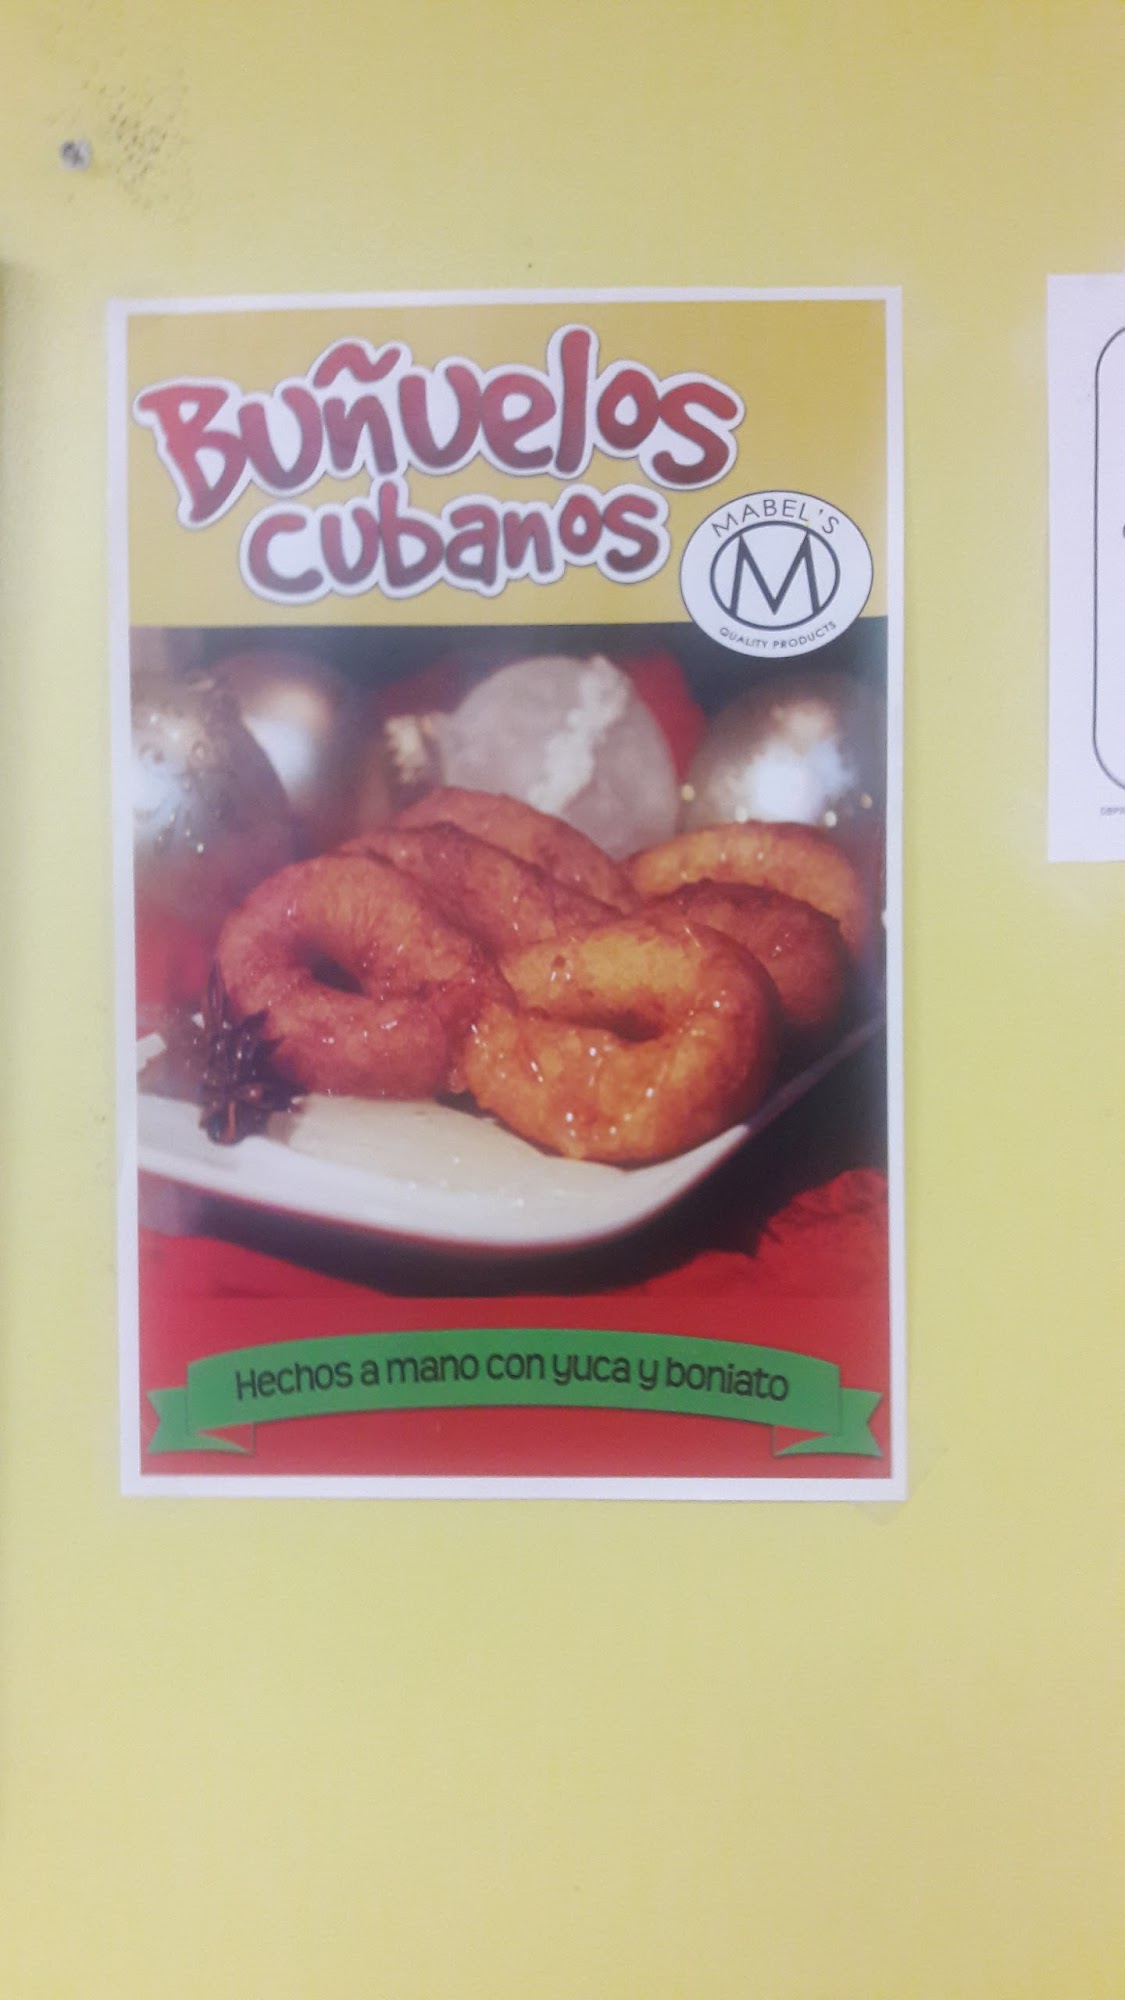 Buñuelos
cubanos
MABEL'S
M
QUALITY PRODUCTS
Hechos a mano con yuca y boniato